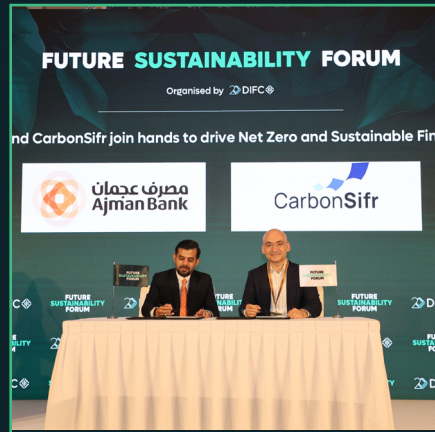 FUTURE SUSTAINABILITY FORUM
Organised by 20 DIFC
nd CarbonSifr join hands to drive Net Zero and Sustainable Fin
مصرف عجمان
Ajman Bank
CarbonSifr
FUTURE
SUSTAINABILITY
FORUM
FUTURE
SUSTAINABILITY
FORUM
FUTURE
SUSTAINABILITY
FORUM
FUTURE
SUSTAINABILITY
FORUM